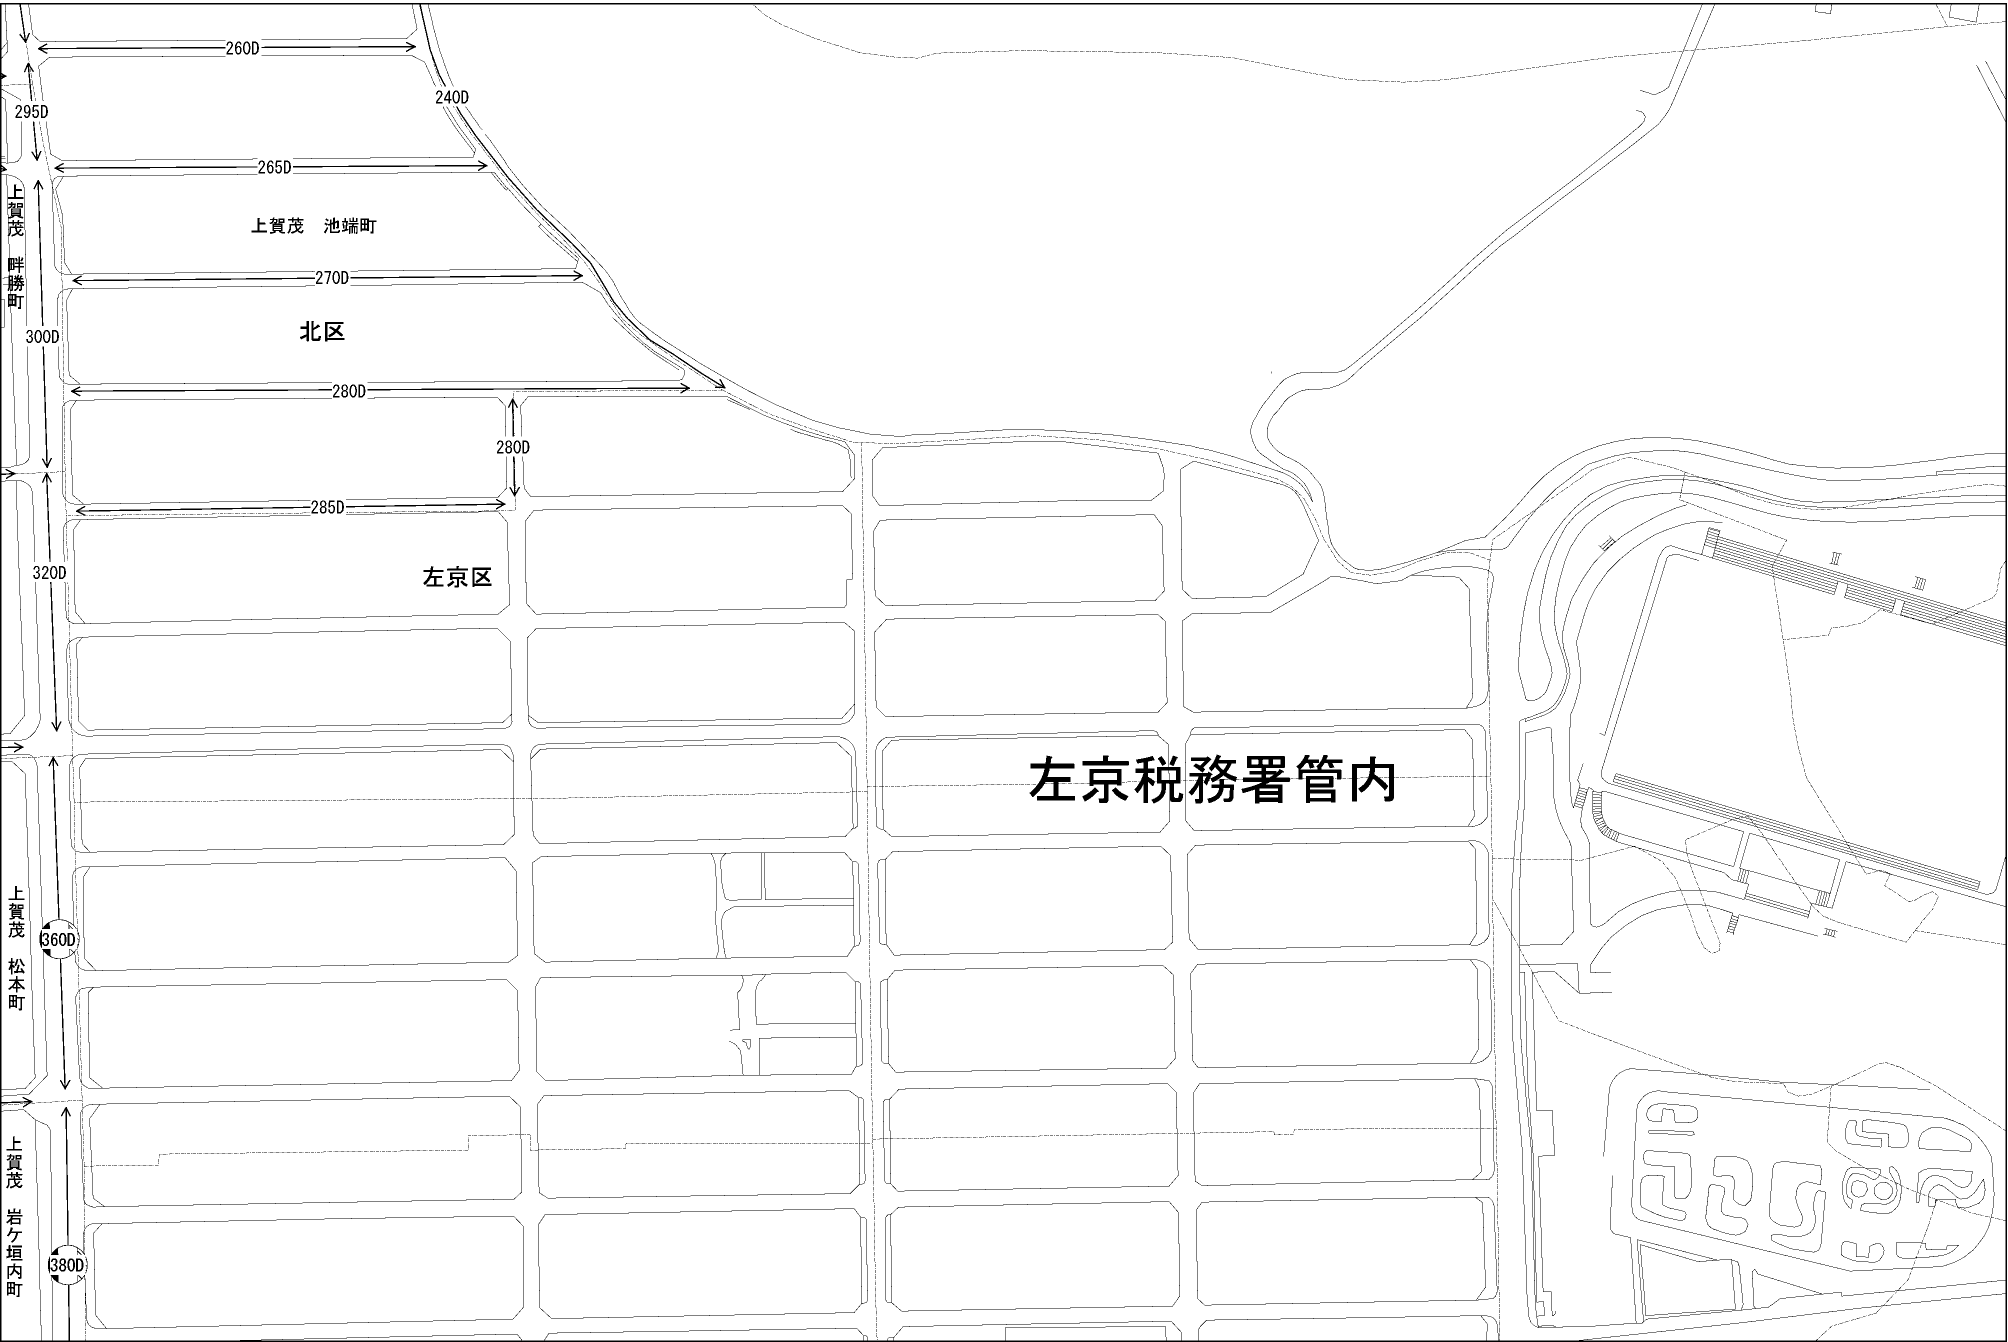 260D
240D
295D
265D
上賀茂　畔勝町
上賀茂　池端町
270D
北区
300D
280D
280D
285D
320D
左京区
左京税務署管内
上賀茂　松本町
360D
上賀茂　岩ケ垣内町
380D